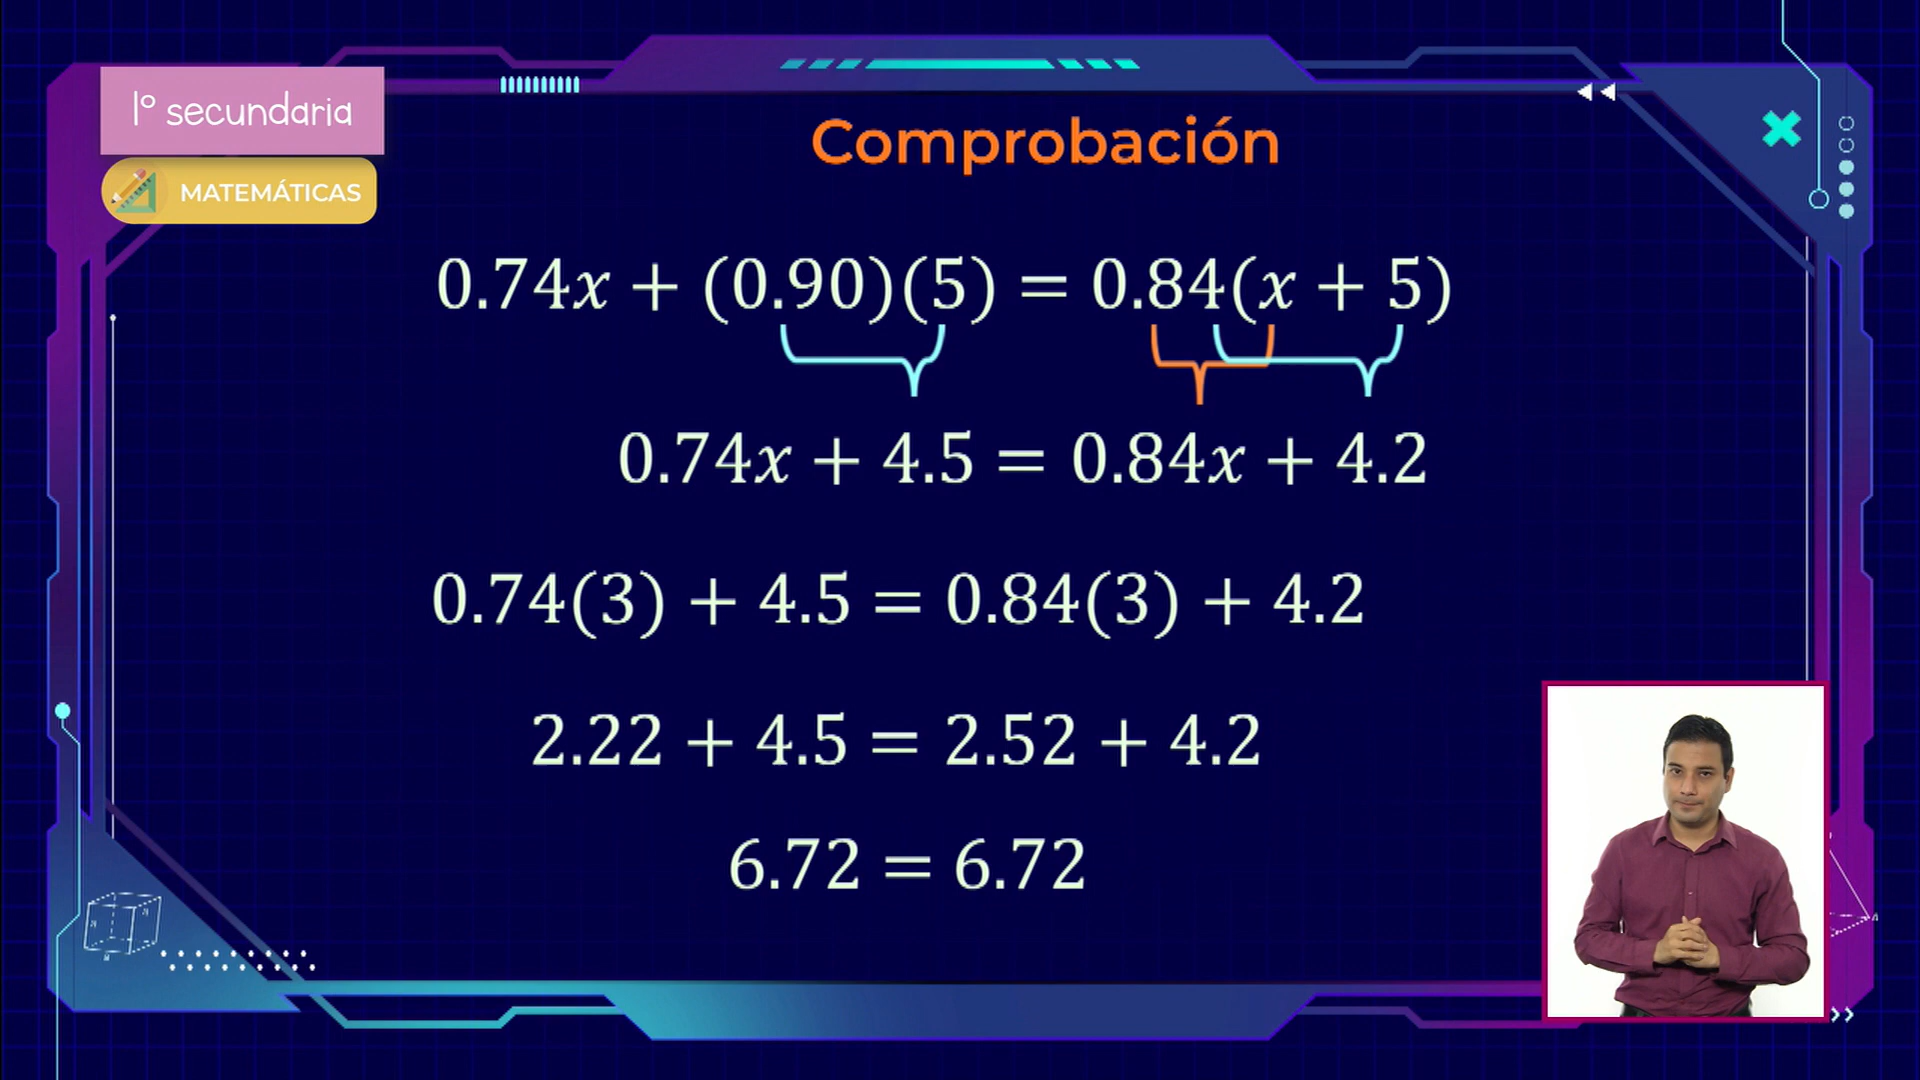 1° secundaria
MATEMÁTICAS
Comprobación
0.74x + (0.90)(5) = 0.84(x + 5)
0.74x + 4.5 = 0.84x + 4.2
0.74(3) + 4.5 = 0.84(3) + 4.2
2.22 + 4.5 = 2.52 + 4.2
6.72 = 6.72